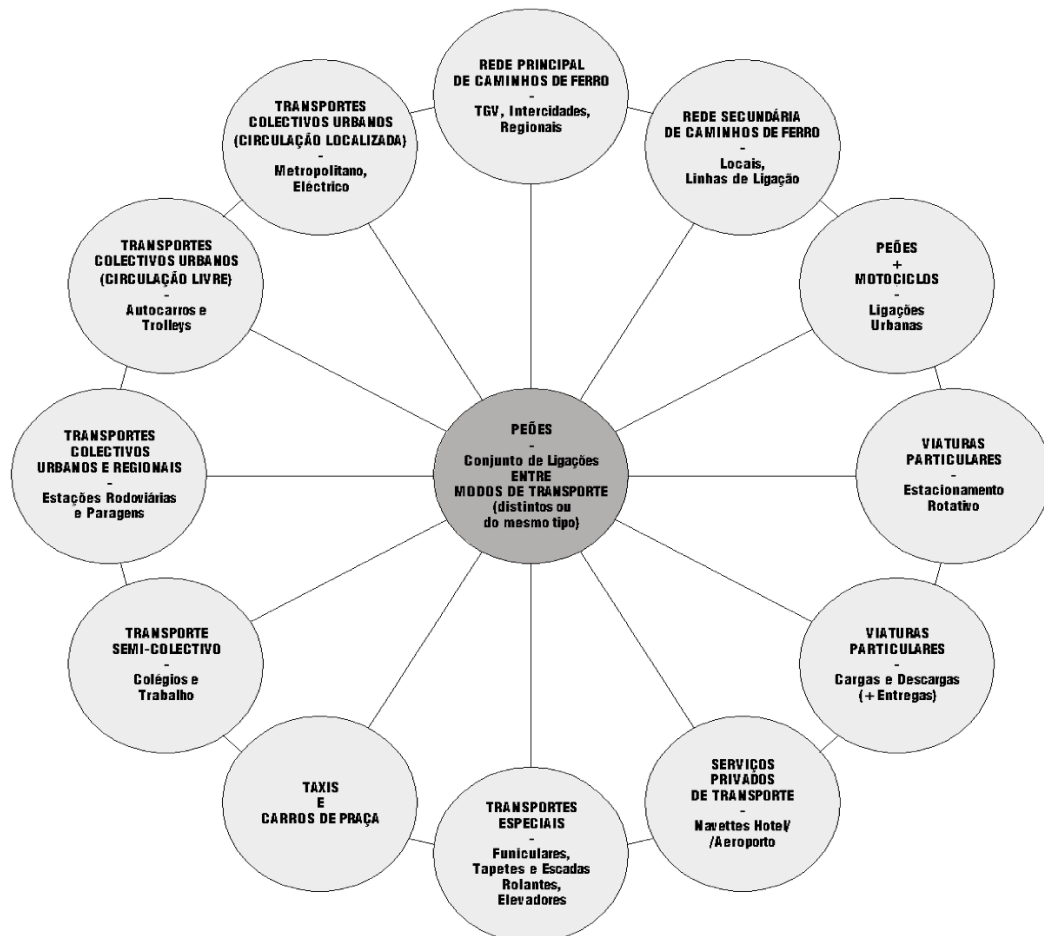 REDE PRINCIPAL
DE CAMINHOS DE FERRO
-
TGV, Intercidades,
Regionais
REDE SECUNDÁRIA
DE CAMINHOS DE FERRO
-
Locais,
Linhas de Ligação
PEÕES
+
MOTOCICLOS
-
Ligações
Urbanas
VIATURAS
PARTICULARES
-
Estacionamento
Rotativo
VIATURAS
PARTICULARES
-
Cargas e Descargas
(+ Entregas)
SERVIÇOS
PRIVADOS
DE TRANSPORTE
-
Navettes Hotel/
/Aeroporto
TRANSPORTES
ESPECIAIS
-
Funiculares,
Tapetes e Escadas
Rolantes,
Elevadores
TAXIS
E
CARROS DE PRAÇA
TRANSPORTE
SEMI-COLECTIVO
-
Colégios e
Trabalho
TRANSPORTES
COLECTIVOS
URBANOS E REGIONAIS
-
Estações Rodoviárias
e Paragens
TRANSPORTES
COLECTIVOS URBANOS
(CIRCULAÇÃO LIVRE)
-
Autocarros e
Trolleys
TRANSPORTES
COLECTIVOS URBANOS
(CIRCULAÇÃO LOCALIZADA)
-
Metropolitano,
Eléctrico
PEÕES
-
Conjunto de Ligações
ENTRE
MODOS DE TRANSPORTE
(distintos ou
do mesmo tipo)